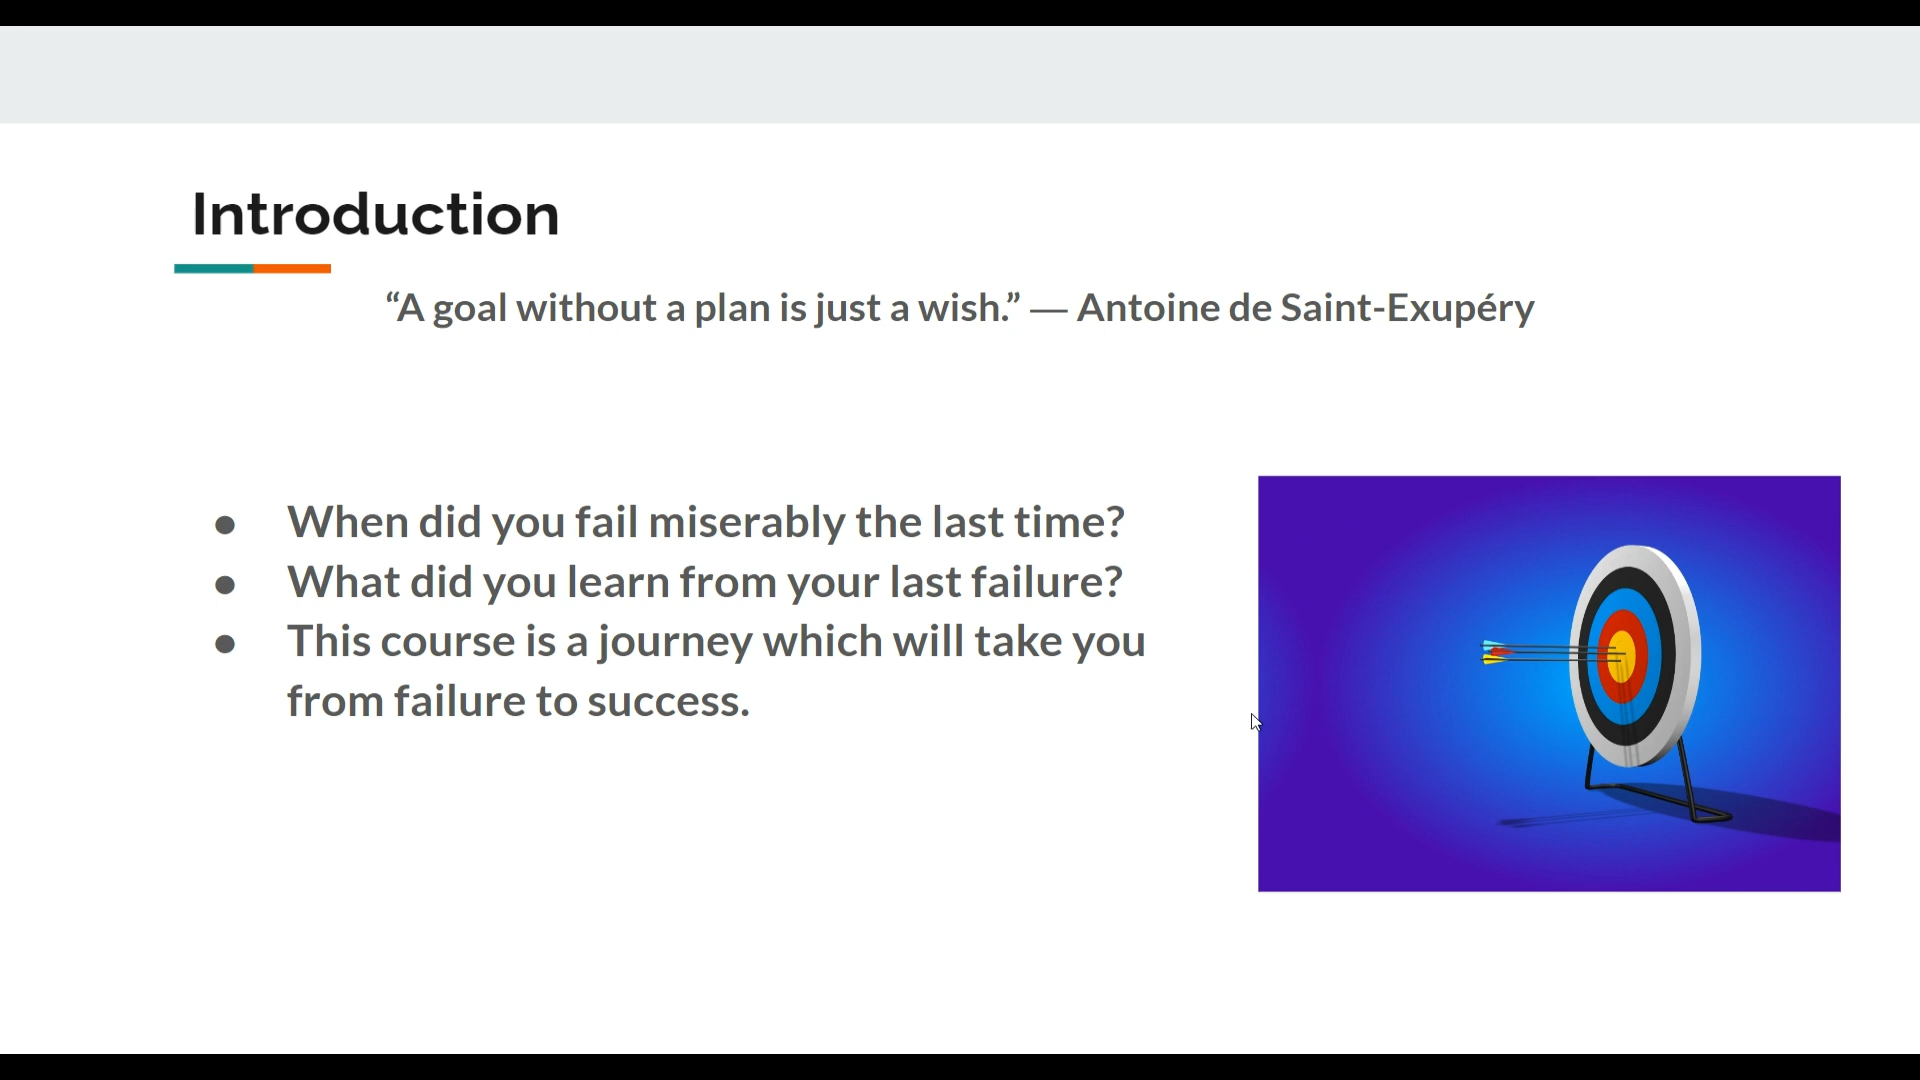 Introduction
“A goal without a plan is just a wish.” — Antoine de Saint-Exupéry
● When did you fail miserably the last time?
● What did you learn from your last failure?
● This course is a journey which will take you
from failure to success.